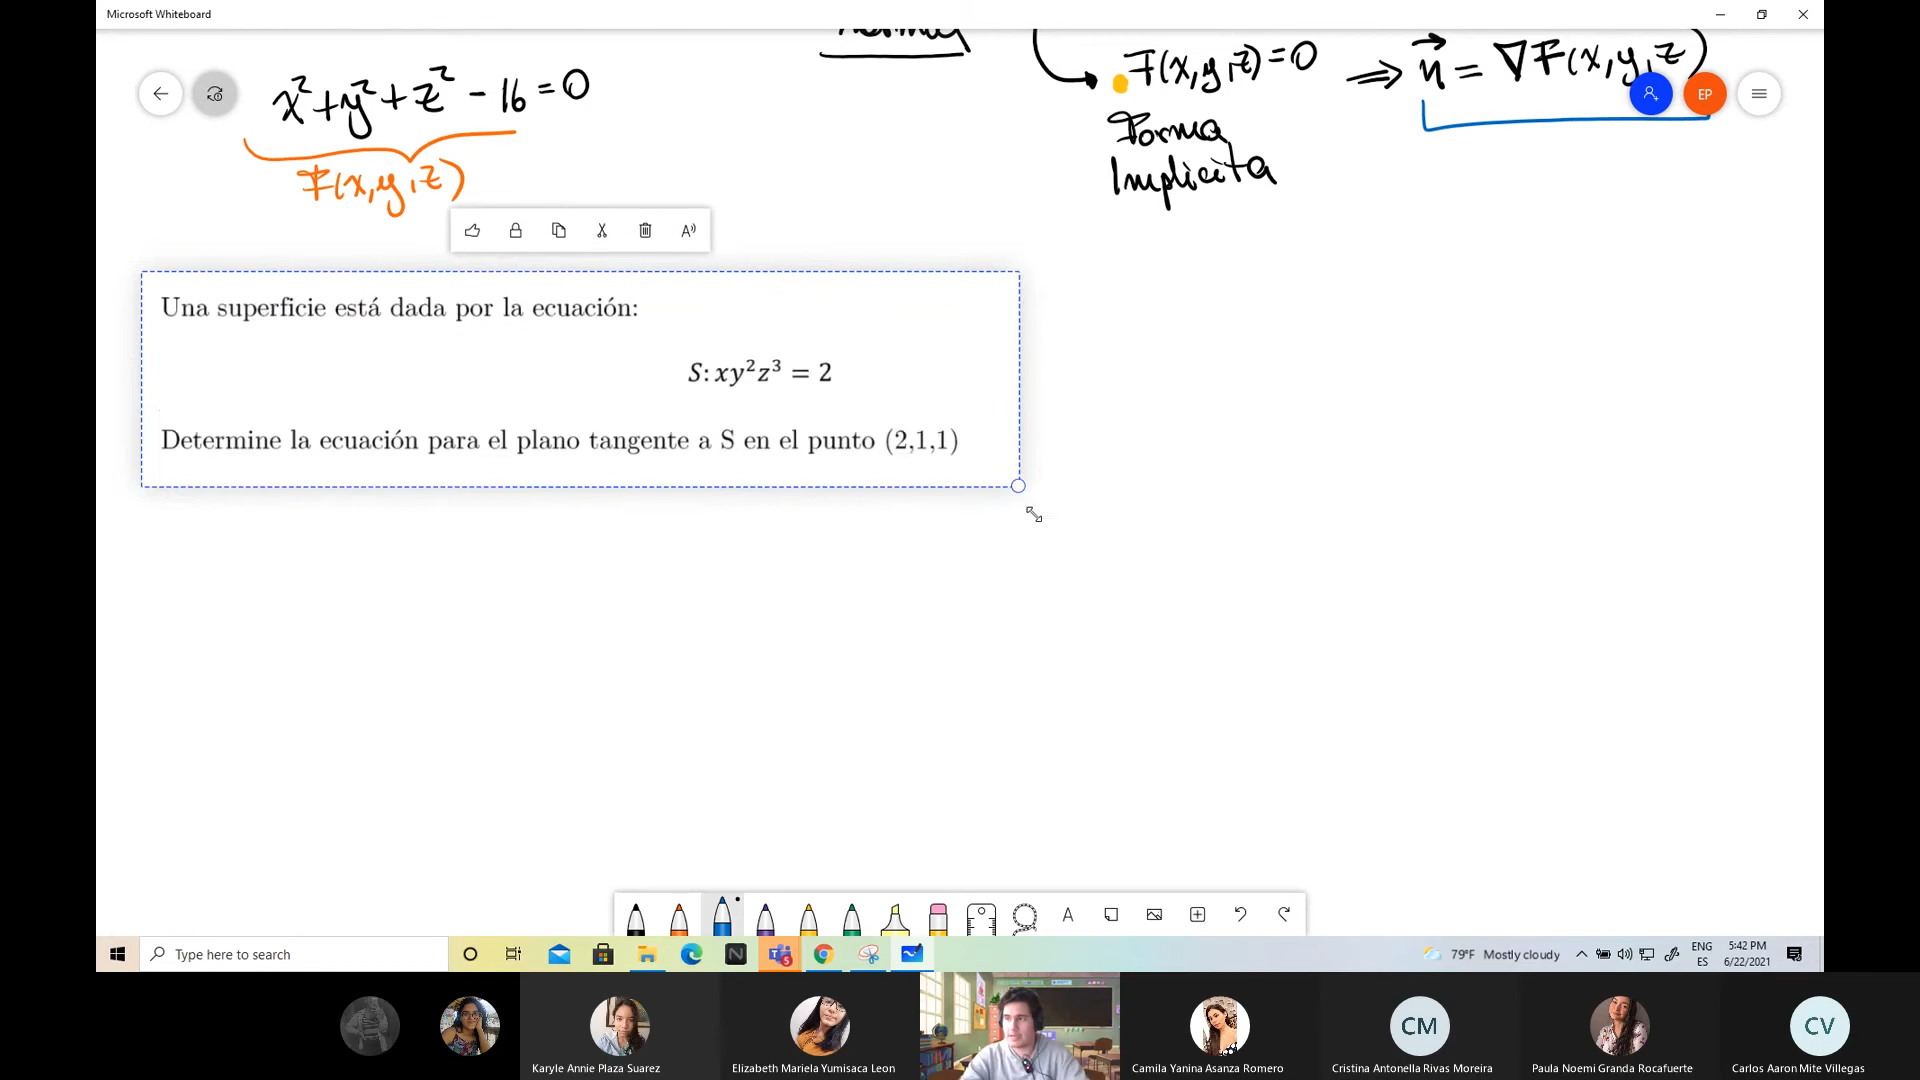 Microsoft Whiteboard
x²+y²+z² - 16 = 0
F(x,y,z)
F(x,y,z)=0 ⇒ n⃗ = ∇F(x,y,z)
Forma
Implicita
EP
Una superficie está dada por la ecuación:
S: xy²z³ = 2
Determine la ecuación para el plano tangente a S en el punto (2,1,1)
Type here to search
79°F Mostly cloudy
ENG
ES
5:42 PM
6/22/2021
CM
CV
Karyle Annie Plaza Suarez
Elizabeth Mariela Yumisaca Leon
Camila Yanina Asanza Romero
Cristina Antonella Rivas Moreira
Paula Noemi Granda Rocafuerte
Carlos Aaron Mite Villegas